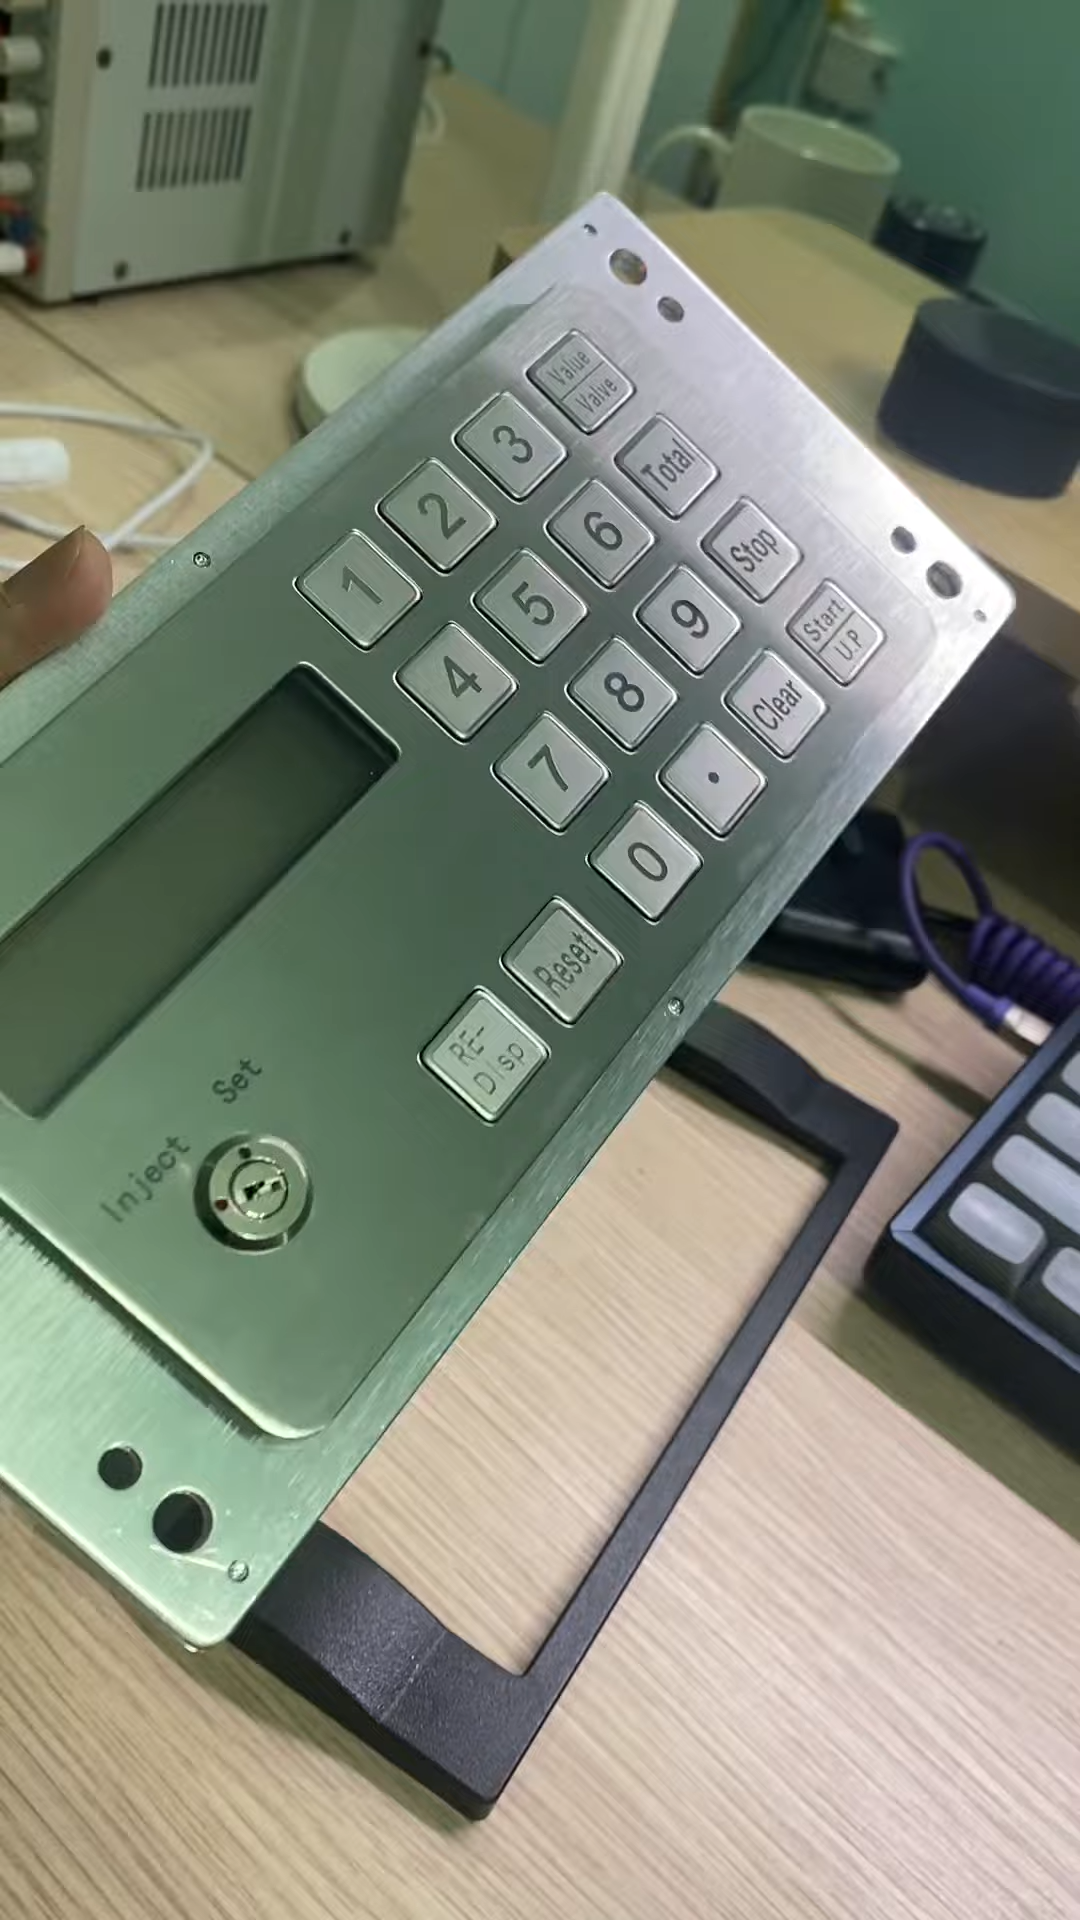 1 2 3 Value
Valve
4 5 6 Total
7 8 9 Stop
0 . Clear Start
U.P
Reset
RE-
Disp
Set
Inject